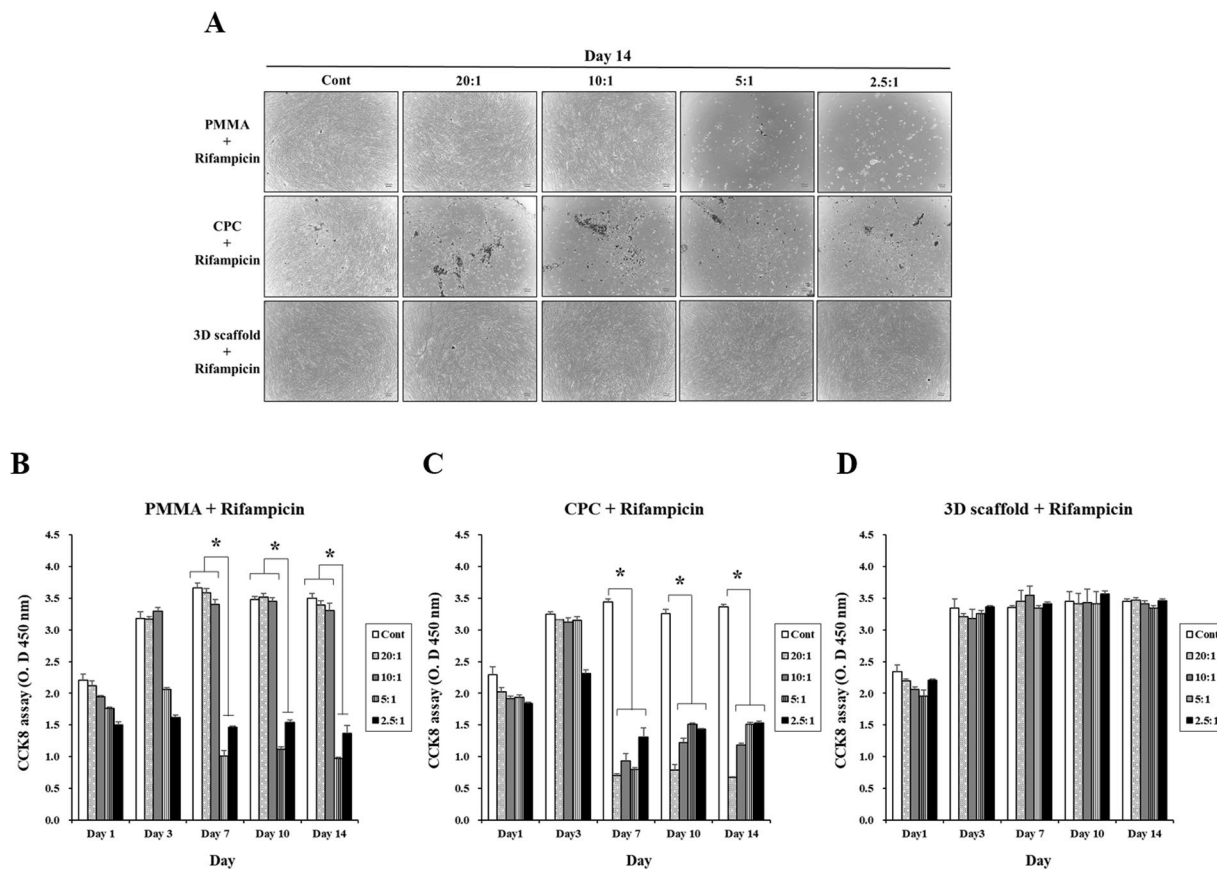 A
Day 14
Cont 20:1 10:1 5:1 2.5:1
PMMA
+
Rifampicin
CPC
+
Rifampicin
3D scaffold
+
Rifampicin
B
PMMA + Rifampicin
CCK8 assay (O. D 450 nm)
4.5
4.0
3.5
3.0
2.5
2.0
1.5
1.0
0.5
0.0
* * *
Cont
20:1
10:1
5:1
2.5:1
Day 1 Day 3 Day 7 Day 10 Day 14
Day
C
CPC + Rifampicin
CCK8 assay (O. D 450 nm)
4.5
4.0
3.5
3.0
2.5
2.0
1.5
1.0
0.5
0.0
* * *
Cont
20:1
10:1
5:1
2.5:1
Day1 Day3 Day 7 Day 10 Day 14
Day
D
3D scaffold + Rifampicin
CCK8 assay (O. D 450 nm)
4.5
4.0
3.5
3.0
2.5
2.0
1.5
1.0
0.5
0.0
Cont
20:1
10:1
5:1
2.5:1
Day1 Day3 Day 7 Day 10 Day 14
Day